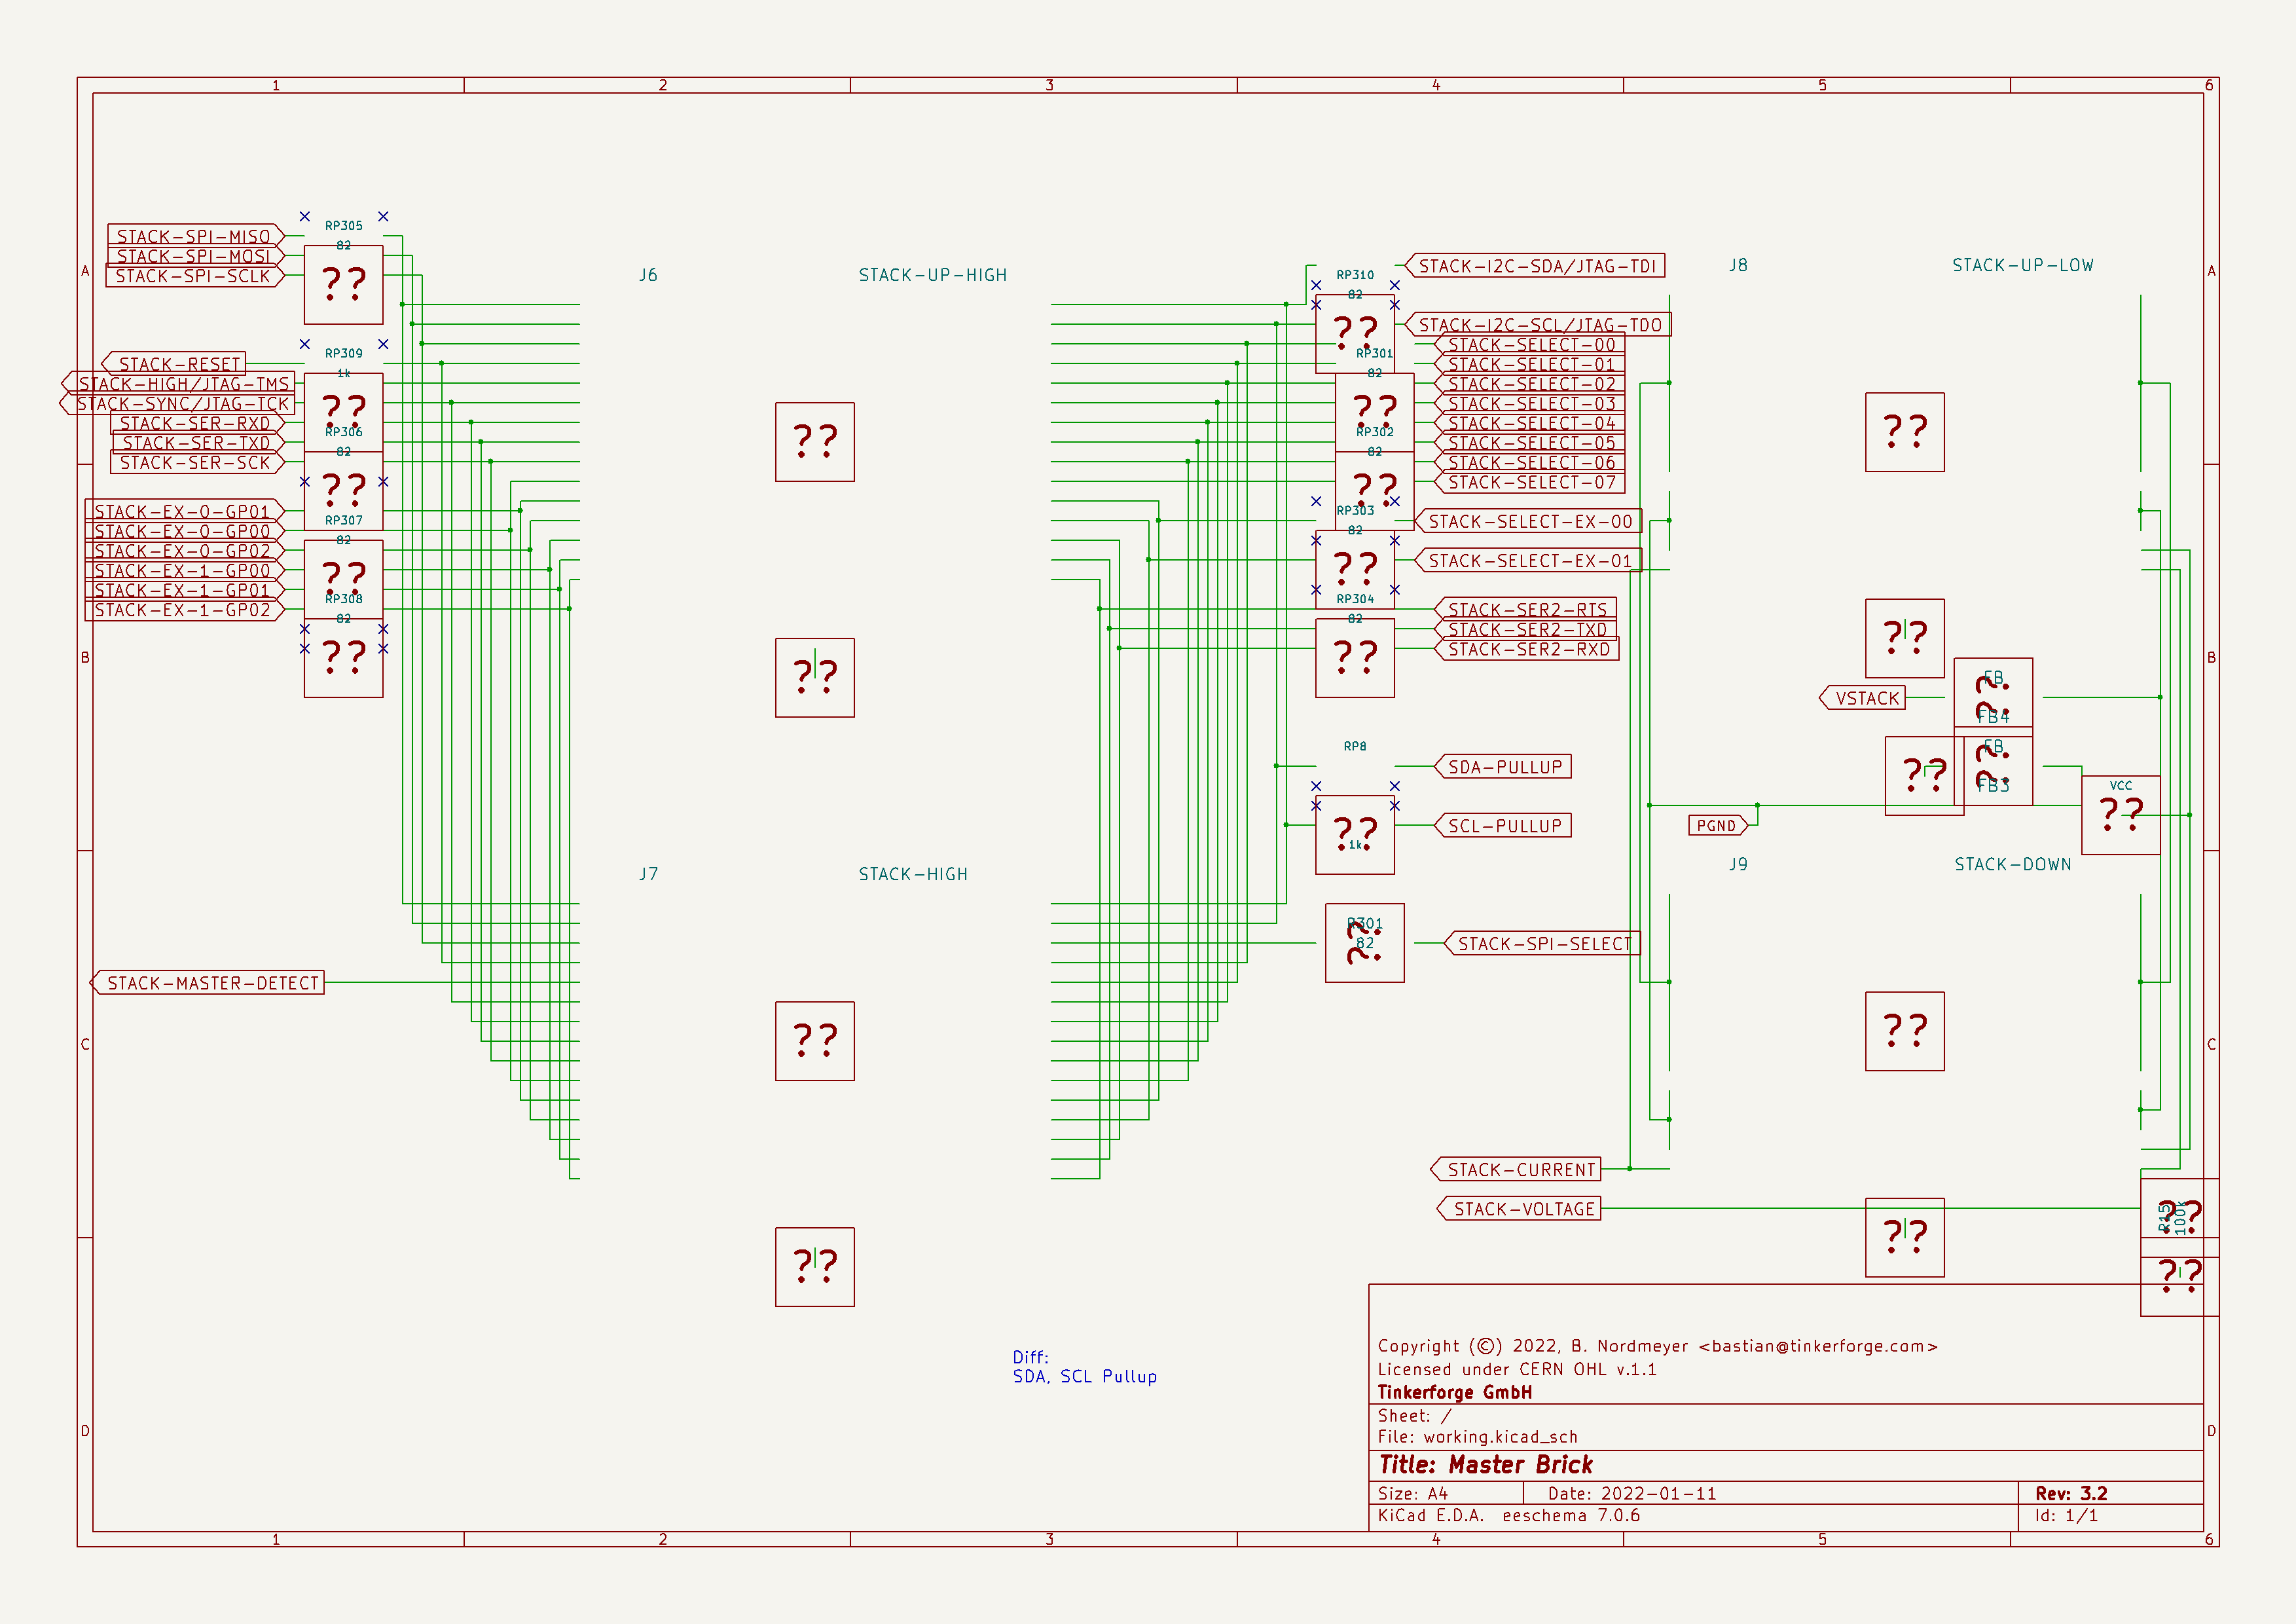 1 2 3 4 5 6
A
B
C
D
STACK-SPI-MISO
STACK-SPI-MOSI
STACK-SPI-SCLK
RP305
82
??
STACK-RESET
STACK-HIGH/JTAG-TMS
STACK-SYNC/JTAG-TCK
STACK-SER-RXD
STACK-SER-TXD
STACK-SER-SCK
RP309
1k
??
RP306
82
??
STACK-EX-0-GP01
STACK-EX-0-GP00
STACK-EX-0-GP02
STACK-EX-1-GP00
STACK-EX-1-GP01
STACK-EX-1-GP02
RP307
82
??
RP308
82
??
STACK-MASTER-DETECT
J6
STACK-UP-HIGH
??
??
J7
STACK-HIGH
??
??
RP310
82
??
STACK-I2C-SDA/JTAG-TDI
STACK-I2C-SCL/JTAG-TDO
STACK-SELECT-00
STACK-SELECT-01
STACK-SELECT-02
STACK-SELECT-03
STACK-SELECT-04
STACK-SELECT-05
STACK-SELECT-06
STACK-SELECT-07
RP301
82
??
RP302
82
??
STACK-SELECT-EX-00
STACK-SELECT-EX-01
RP303
82
??
STACK-SER2-RTS
STACK-SER2-TXD
STACK-SER2-RXD
RP304
82
??
RP8
SDA-PULLUP
SCL-PULLUP
??
1k
R301
82
??
STACK-SPI-SELECT
J8
STACK-UP-LOW
??
??
VSTACK
FB
??
FB4
FB
??
FB3
??
VCC
??
PGND
J9
STACK-DOWN
??
??
STACK-CURRENT
STACK-VOLTAGE
R15
100k
??
??
Diff:
SDA, SCL Pullup
Copyright (©) 2022, B. Nordmeyer <bastian@tinkerforge.com>
Licensed under CERN OHL v.1.1
Tinkerforge GmbH
Sheet: /
File: working.kicad_sch
Title: Master Brick
Size: A4 Date: 2022-01-11 Rev: 3.2
KiCad E.D.A. eeschema 7.0.6 Id: 1/1
A
B
C
D
1 2 3 4 5 6